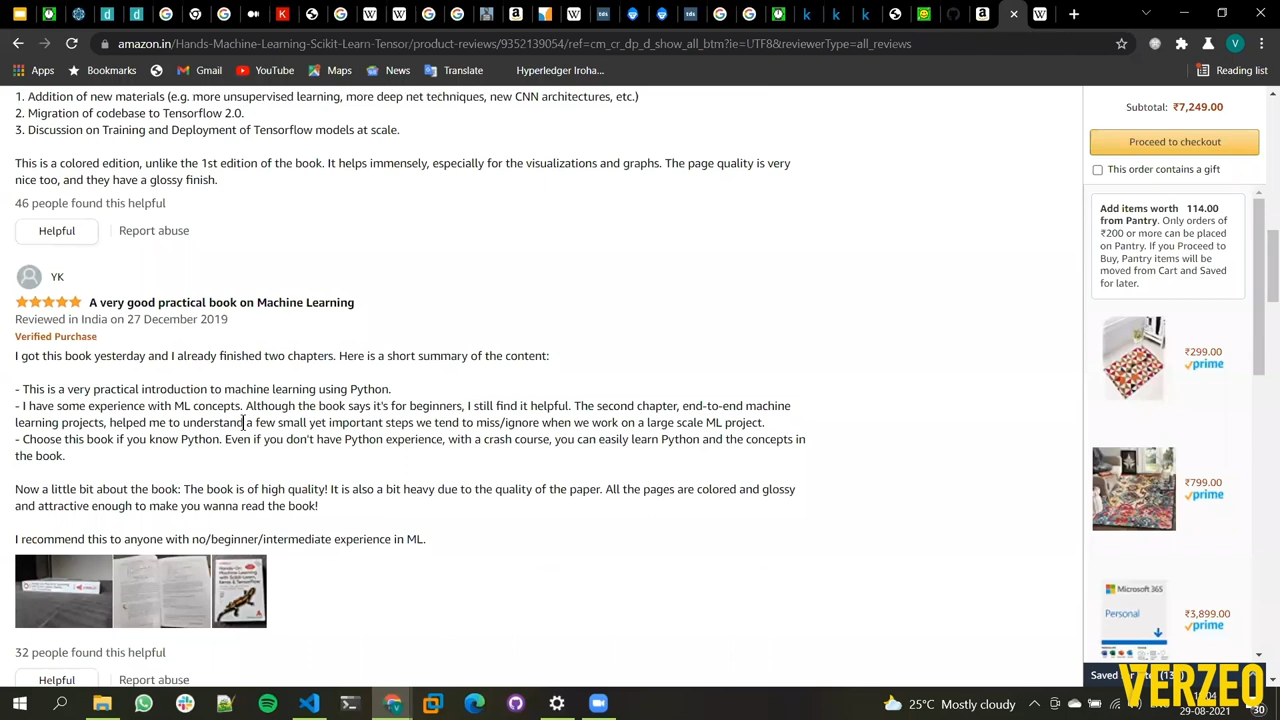 amazon.in/Hands-Machine-Learning-Scikit-Learn-Tensor/product-reviews/9352139054/ref=cm_cr_dp_d_show_all_btm?ie=UTF8&reviewerType=all_reviews
Apps
Bookmarks
Gmail
YouTube
Maps
News
Translate
Hyperledger Iroha...
Reading list
1. Addition of new materials (e.g. more unsupervised learning, more deep net techniques, new CNN architectures, etc.)
2. Migration of codebase to Tensorflow 2.0.
3. Discussion on Training and Deployment of Tensorflow models at scale.
This is a colored edition, unlike the 1st edition of the book. It helps immensely, especially for the visualizations and graphs. The page quality is very
nice too, and they have a glossy finish.
46 people found this helpful
Helpful
Report abuse
YK
A very good practical book on Machine Learning
Reviewed in India on 27 December 2019
Verified Purchase
I got this book yesterday and I already finished two chapters. Here is a short summary of the content:
- This is a very practical introduction to machine learning using Python.
- I have some experience with ML concepts. Although the book says it's for beginners, I still find it helpful. The second chapter, end-to-end machine
learning projects, helped me to understand a few small yet important steps we tend to miss/ignore when we work on a large scale ML project.
- Choose this book if you know Python. Even if you don't have Python experience, with a crash course, you can easily learn Python and the concepts in
the book.
Now a little bit about the book: The book is of high quality! It is also a bit heavy due to the quality of the paper. All the pages are colored and glossy
and attractive enough to make you wanna read the book!
I recommend this to anyone with no/beginner/intermediate experience in ML.
32 people found this helpful
Helpful
Report abuse
Subtotal: ₹7,249.00
Proceed to checkout
This order contains a gift
Add items worth 114.00
from Pantry. Only orders of
₹200 or more can be placed
on Pantry. If you Proceed to
Buy, Pantry items will be
moved from Cart and Saved
for later.
₹299.00
prime
₹799.00
prime
Microsoft 365
Personal
₹3,899.00
prime
VERZEO
25°C Mostly cloudy
29-08-2021
30